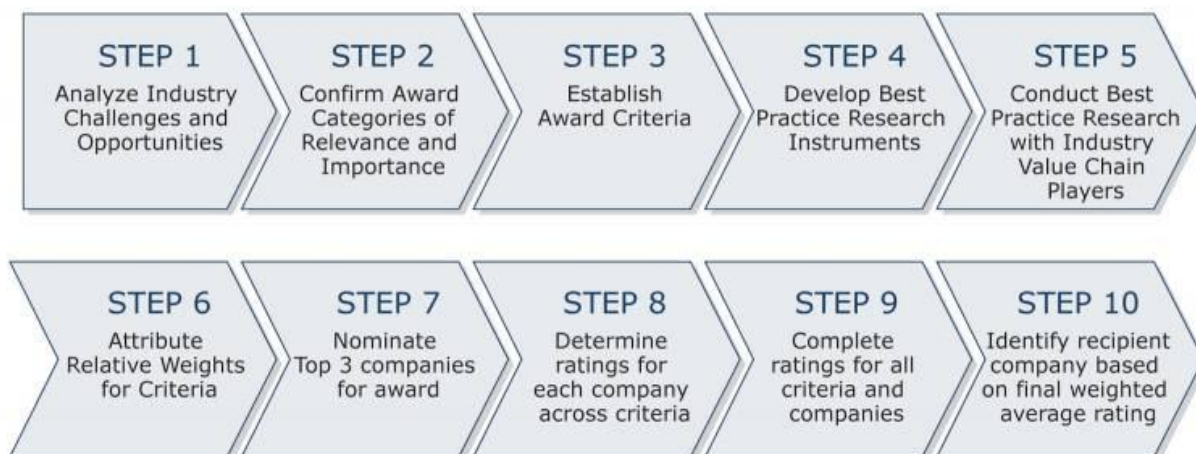 STEP 1
Analyze Industry
Challenges and
Opportunities
STEP 2
Confirm Award
Categories of
Relevance and
Importance
STEP 3
Establish
Award Criteria
STEP 4
Develop Best
Practice Research
Instruments
STEP 5
Conduct Best
Practice Research
with Industry
Value Chain
Players
STEP 6
Attribute
Relative Weights
for Criteria
STEP 7
Nominate
Top 3 companies
for award
STEP 8
Determine
ratings for
each company
across criteria
STEP 9
Complete
ratings for all
criteria and
companies
STEP 10
Identify recipient
company based
on final weighted
average rating